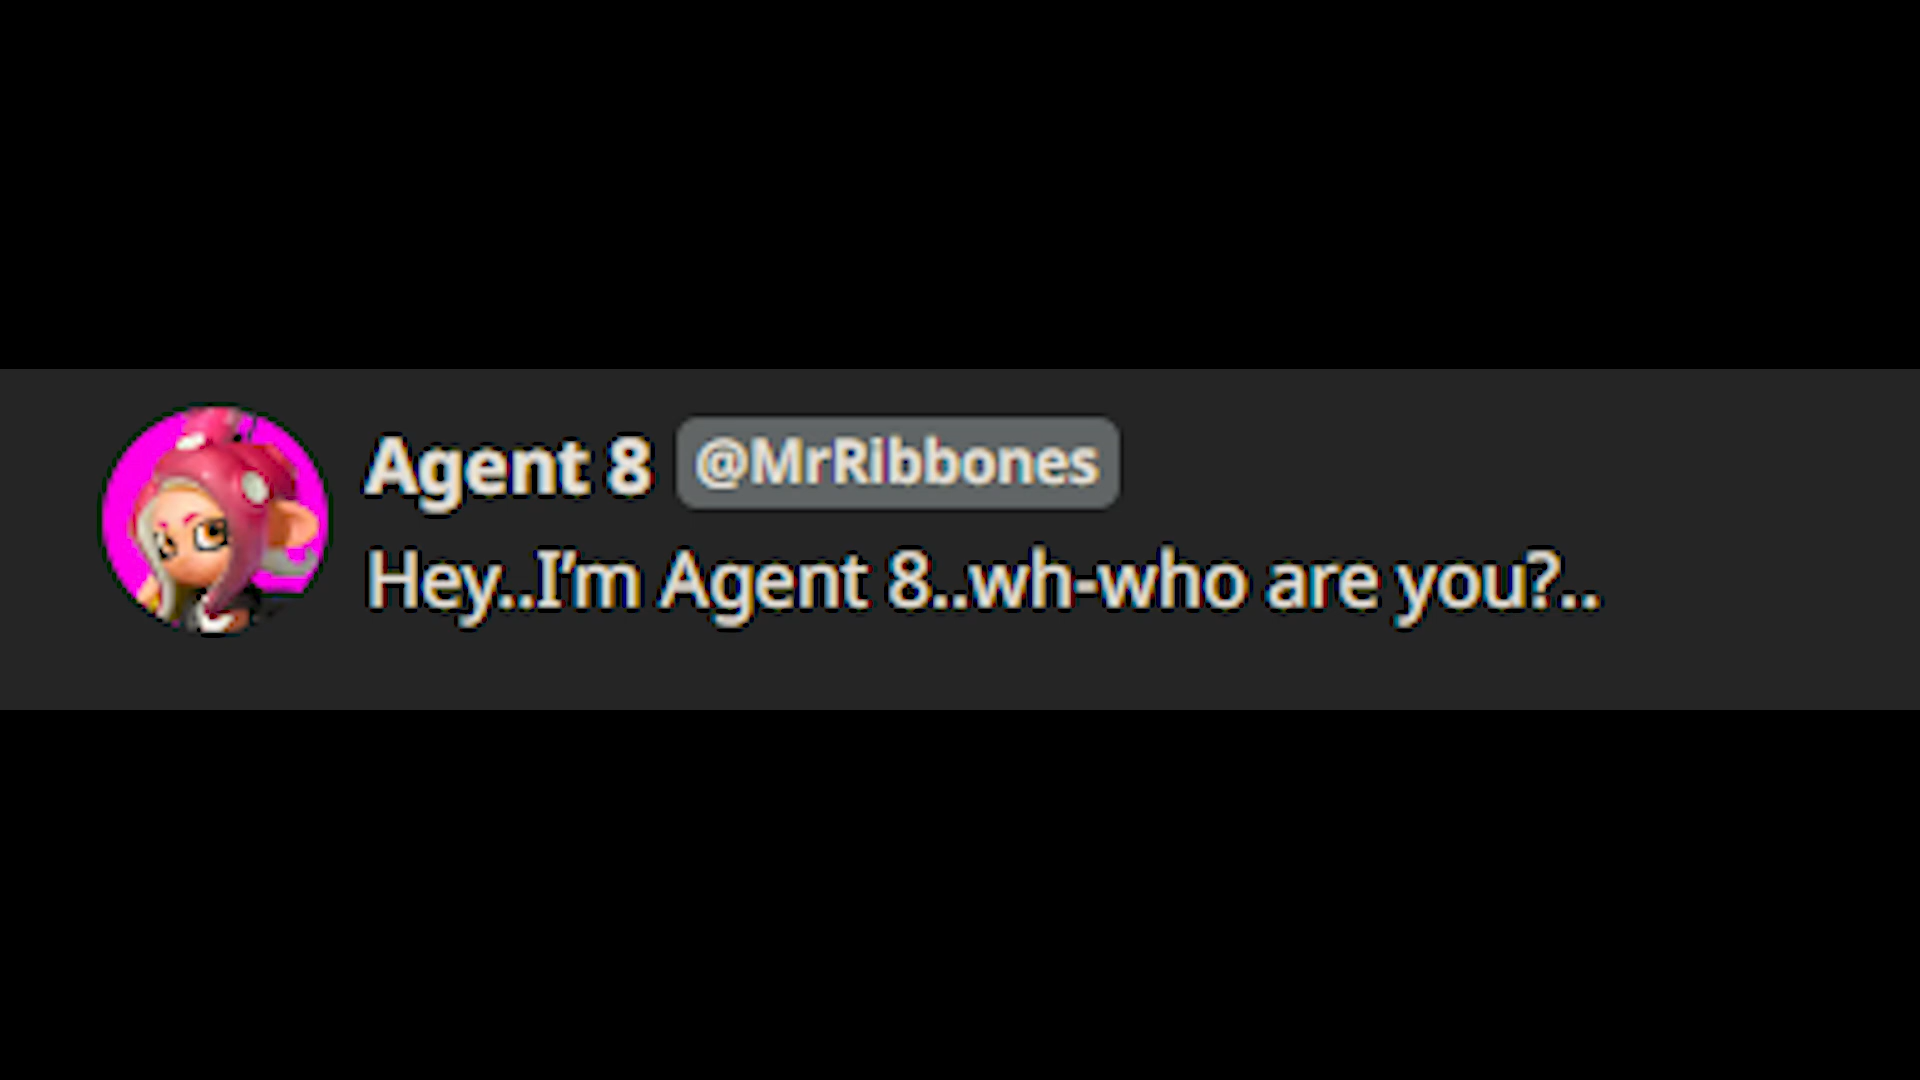 Agent 8 @MrRibbones
Hey..I’m Agent 8..wh-who are you?..